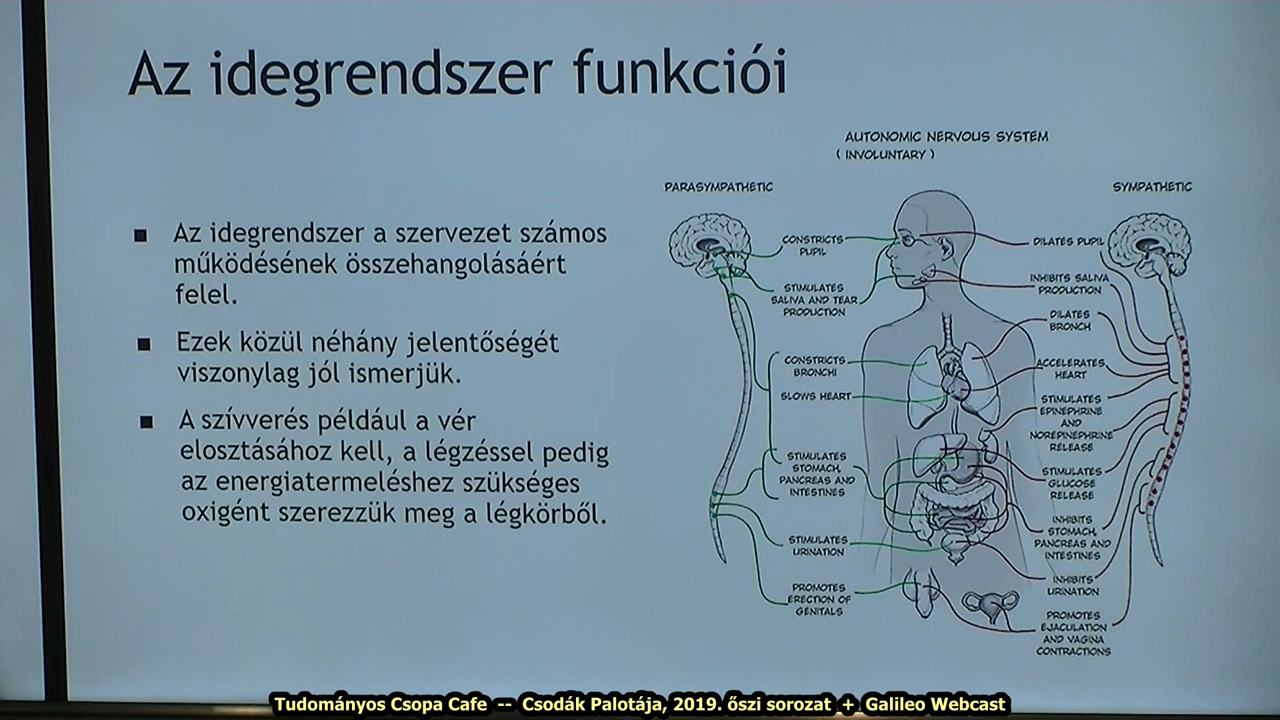 Az idegrendszer funkciói
Az idegrendszer a szervezet számos
működésének összehangolásáért
felel.
Ezek közül néhány jelentőségét
viszonylag jól ismerjük.
A szívverés például a vér
elosztásához kell, a légzéssel pedig
az energiatermeléshez szükséges
oxigént szerezzük meg a légkörből.
AUTONOMIC NERVOUS SYSTEM
( INVOLUNTARY )
PARASYMPATHETIC
CONSTRICTS
PUPIL
STIMULATES
SALIVA AND TEAR
PRODUCTION
CONSTRICTS
BRONCHI
SLOWS HEART
STIMULATES
STOMACH,
PANCREAS AND
INTESTINES
STIMULATES
URINATION
PROMOTES
ERECTION OF
GENITALS
SYMPATHETIC
DILATES PUPIL
INHIBITS SALIVA
PRODUCTION
DILATES
BRONCH
ACCELERATES
HEART
STIMULATES
EPINEPHRINE
AND
NOREPINEPHRINE
RELEASE
STIMULATES
GLUCOSE
RELEASE
INHIBITS
STOMACH,
PANCREAS AND
INTESTINES
INHIBITS
URINATION
PROMOTES
EJACULATION
AND VAGINA
CONTRACTIONS
Tudományos Csopa Cafe -- Csodák Palotája, 2019. őszi sorozat + Galileo Webcast